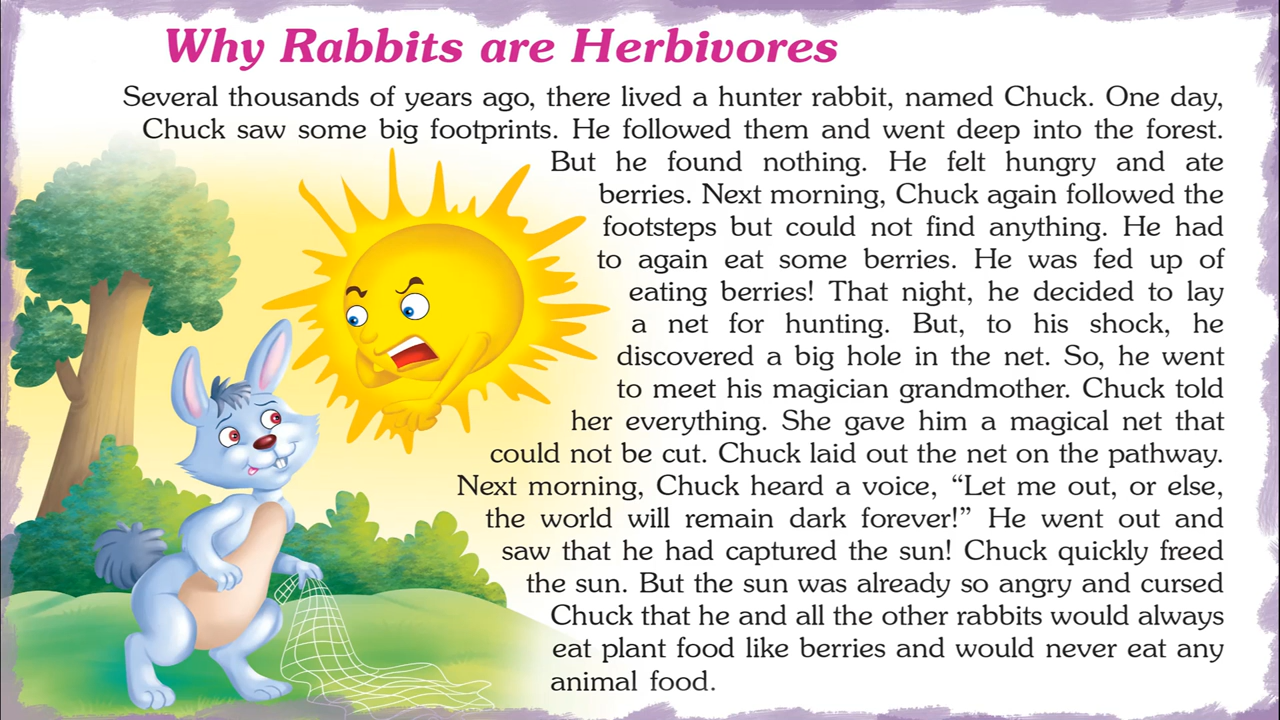 Why Rabbits are Herbivores
Several thousands of years ago, there lived a hunter rabbit, named Chuck. One day,
Chuck saw some big footprints. He followed them and went deep into the forest.
But he found nothing. He felt hungry and ate
berries. Next morning, Chuck again followed the
footsteps but could not find anything. He had
to again eat some berries. He was fed up of
eating berries! That night, he decided to lay
a net for hunting. But, to his shock, he
discovered a big hole in the net. So, he went
to meet his magician grandmother. Chuck told
her everything. She gave him a magical net that
could not be cut. Chuck laid out the net on the pathway.
Next morning, Chuck heard a voice, “Let me out, or else,
the world will remain dark forever!” He went out and
saw that he had captured the sun! Chuck quickly freed
the sun. But the sun was already so angry and cursed
Chuck that he and all the other rabbits would always
eat plant food like berries and would never eat any
animal food.